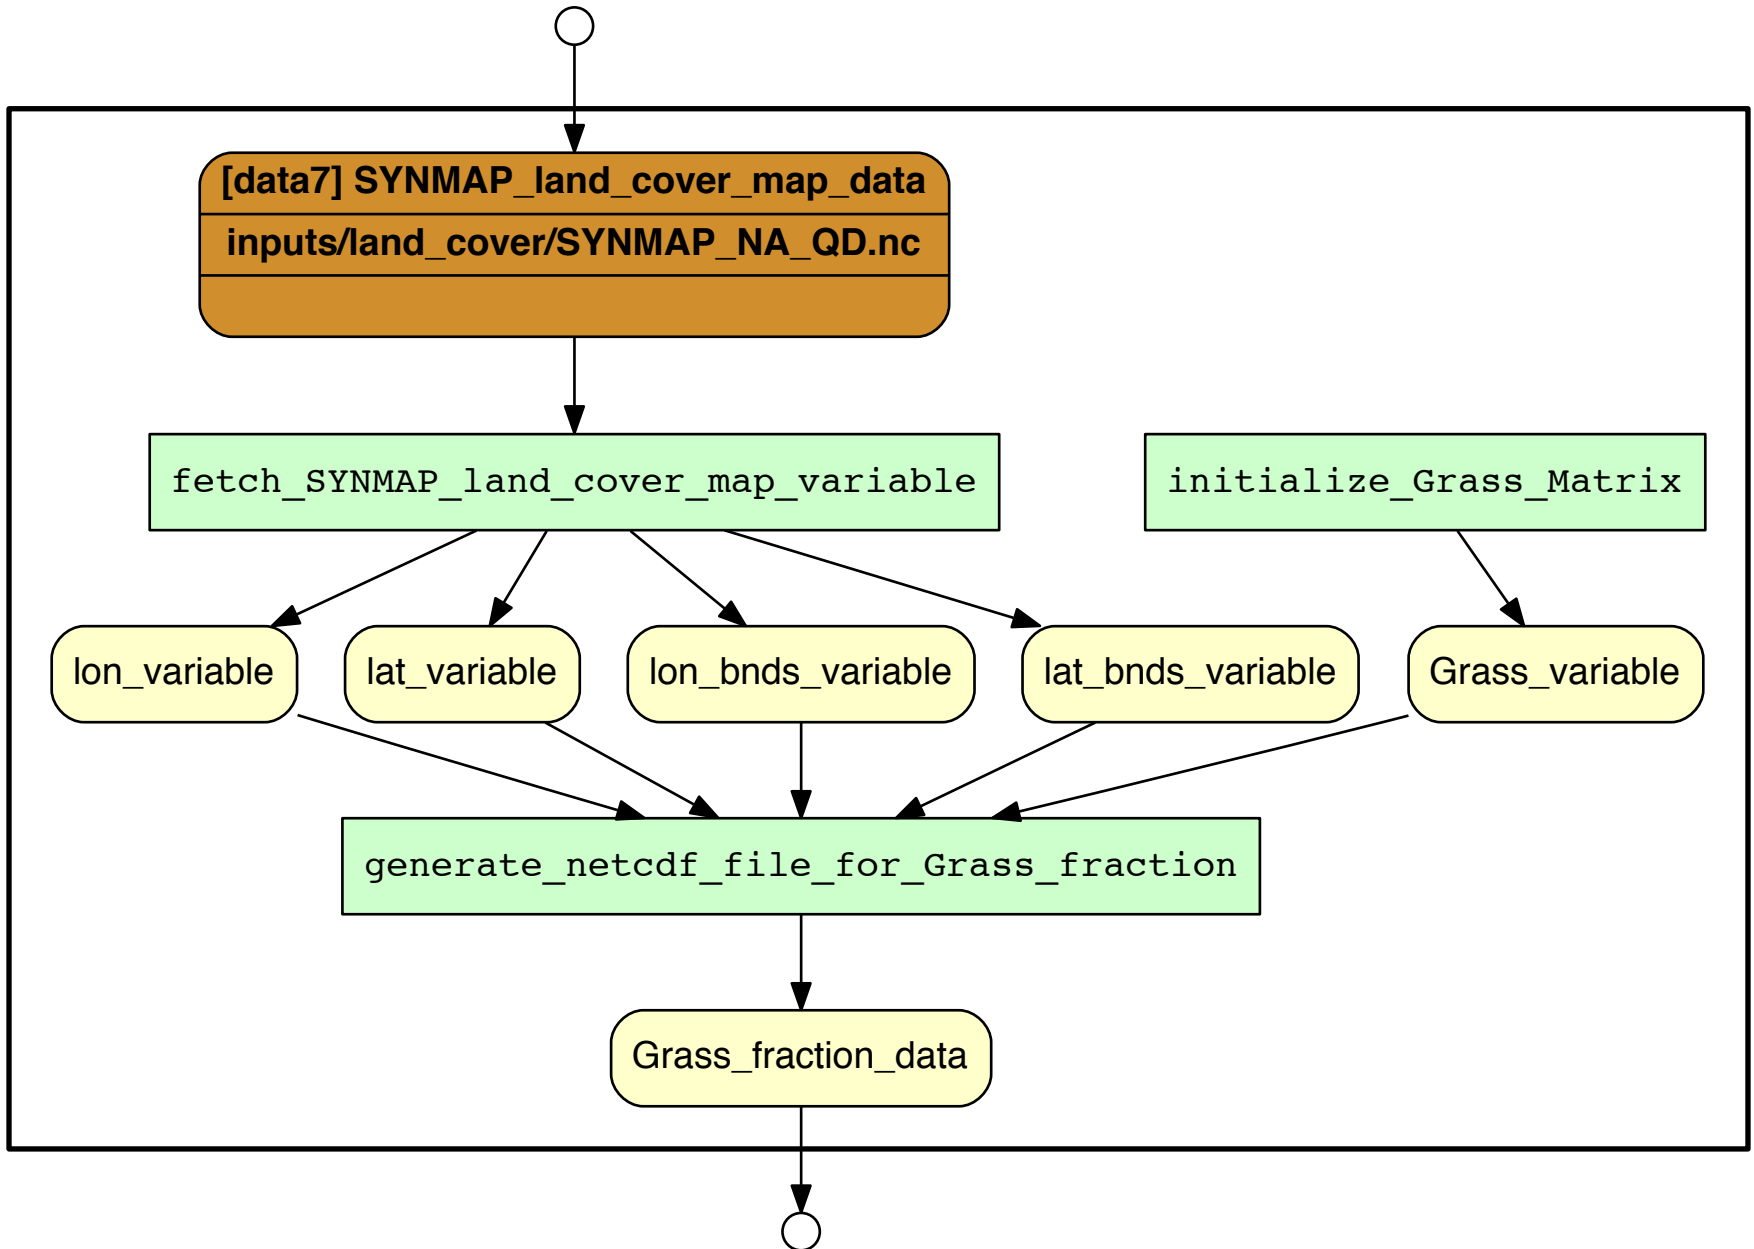 [data7] SYNMAP_land_cover_map_data
inputs/land_cover/SYNMAP_NA_QD.nc
fetch_SYNMAP_land_cover_map_variable
initialize_Grass_Matrix
lon_variable
lat_variable
lon_bnds_variable
lat_bnds_variable
Grass_variable
generate_netcdf_file_for_Grass_fraction
Grass_fraction_data